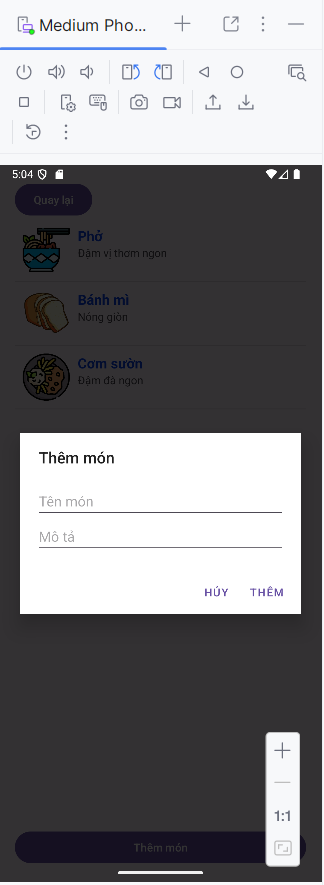 Medium Pho...
5:04
Quay lại
Phở
Đậm vị thơm ngon
Bánh mì
Nóng giòn
Cơm sườn
Đậm đà ngon
Thêm món
Tên món
Mô tả
HỦY THÊM
1:1
Thêm món